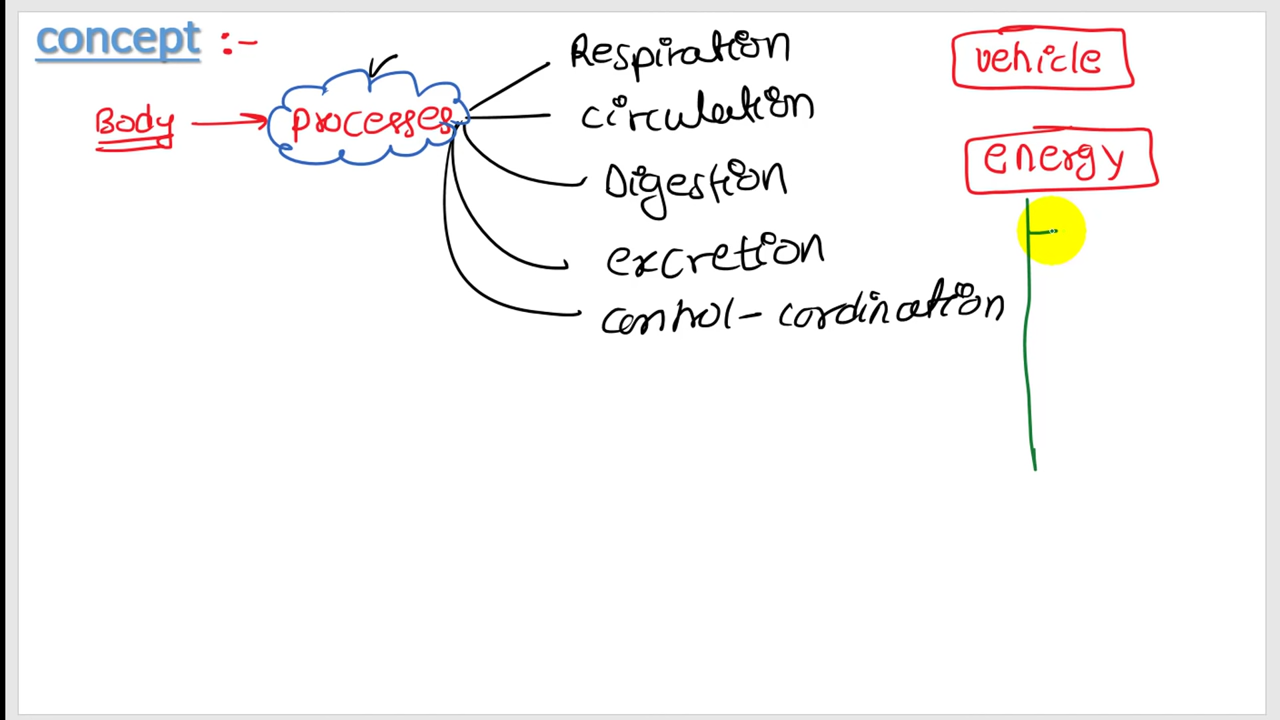 concept :-
Body → processes
Respiration
circulation
Digestion
excretion
control - cordination
vehicle
energy